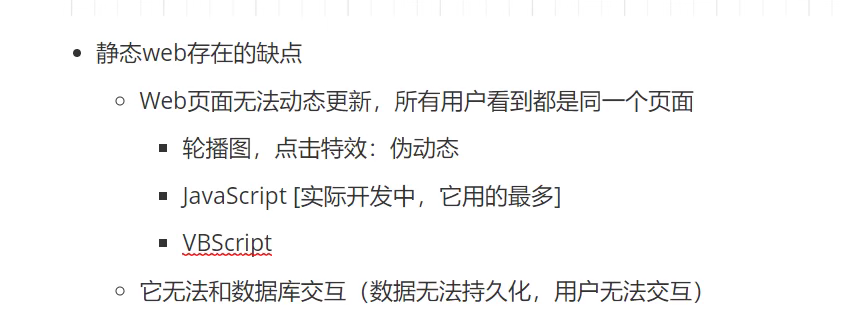 静态web存在的缺点
Web页面无法动态更新，所有用户看到都是同一个页面
轮播图，点击特效：伪动态
JavaScript [实际开发中，它用的最多]
VBScript
它无法和数据库交互（数据无法持久化，用户无法交互）